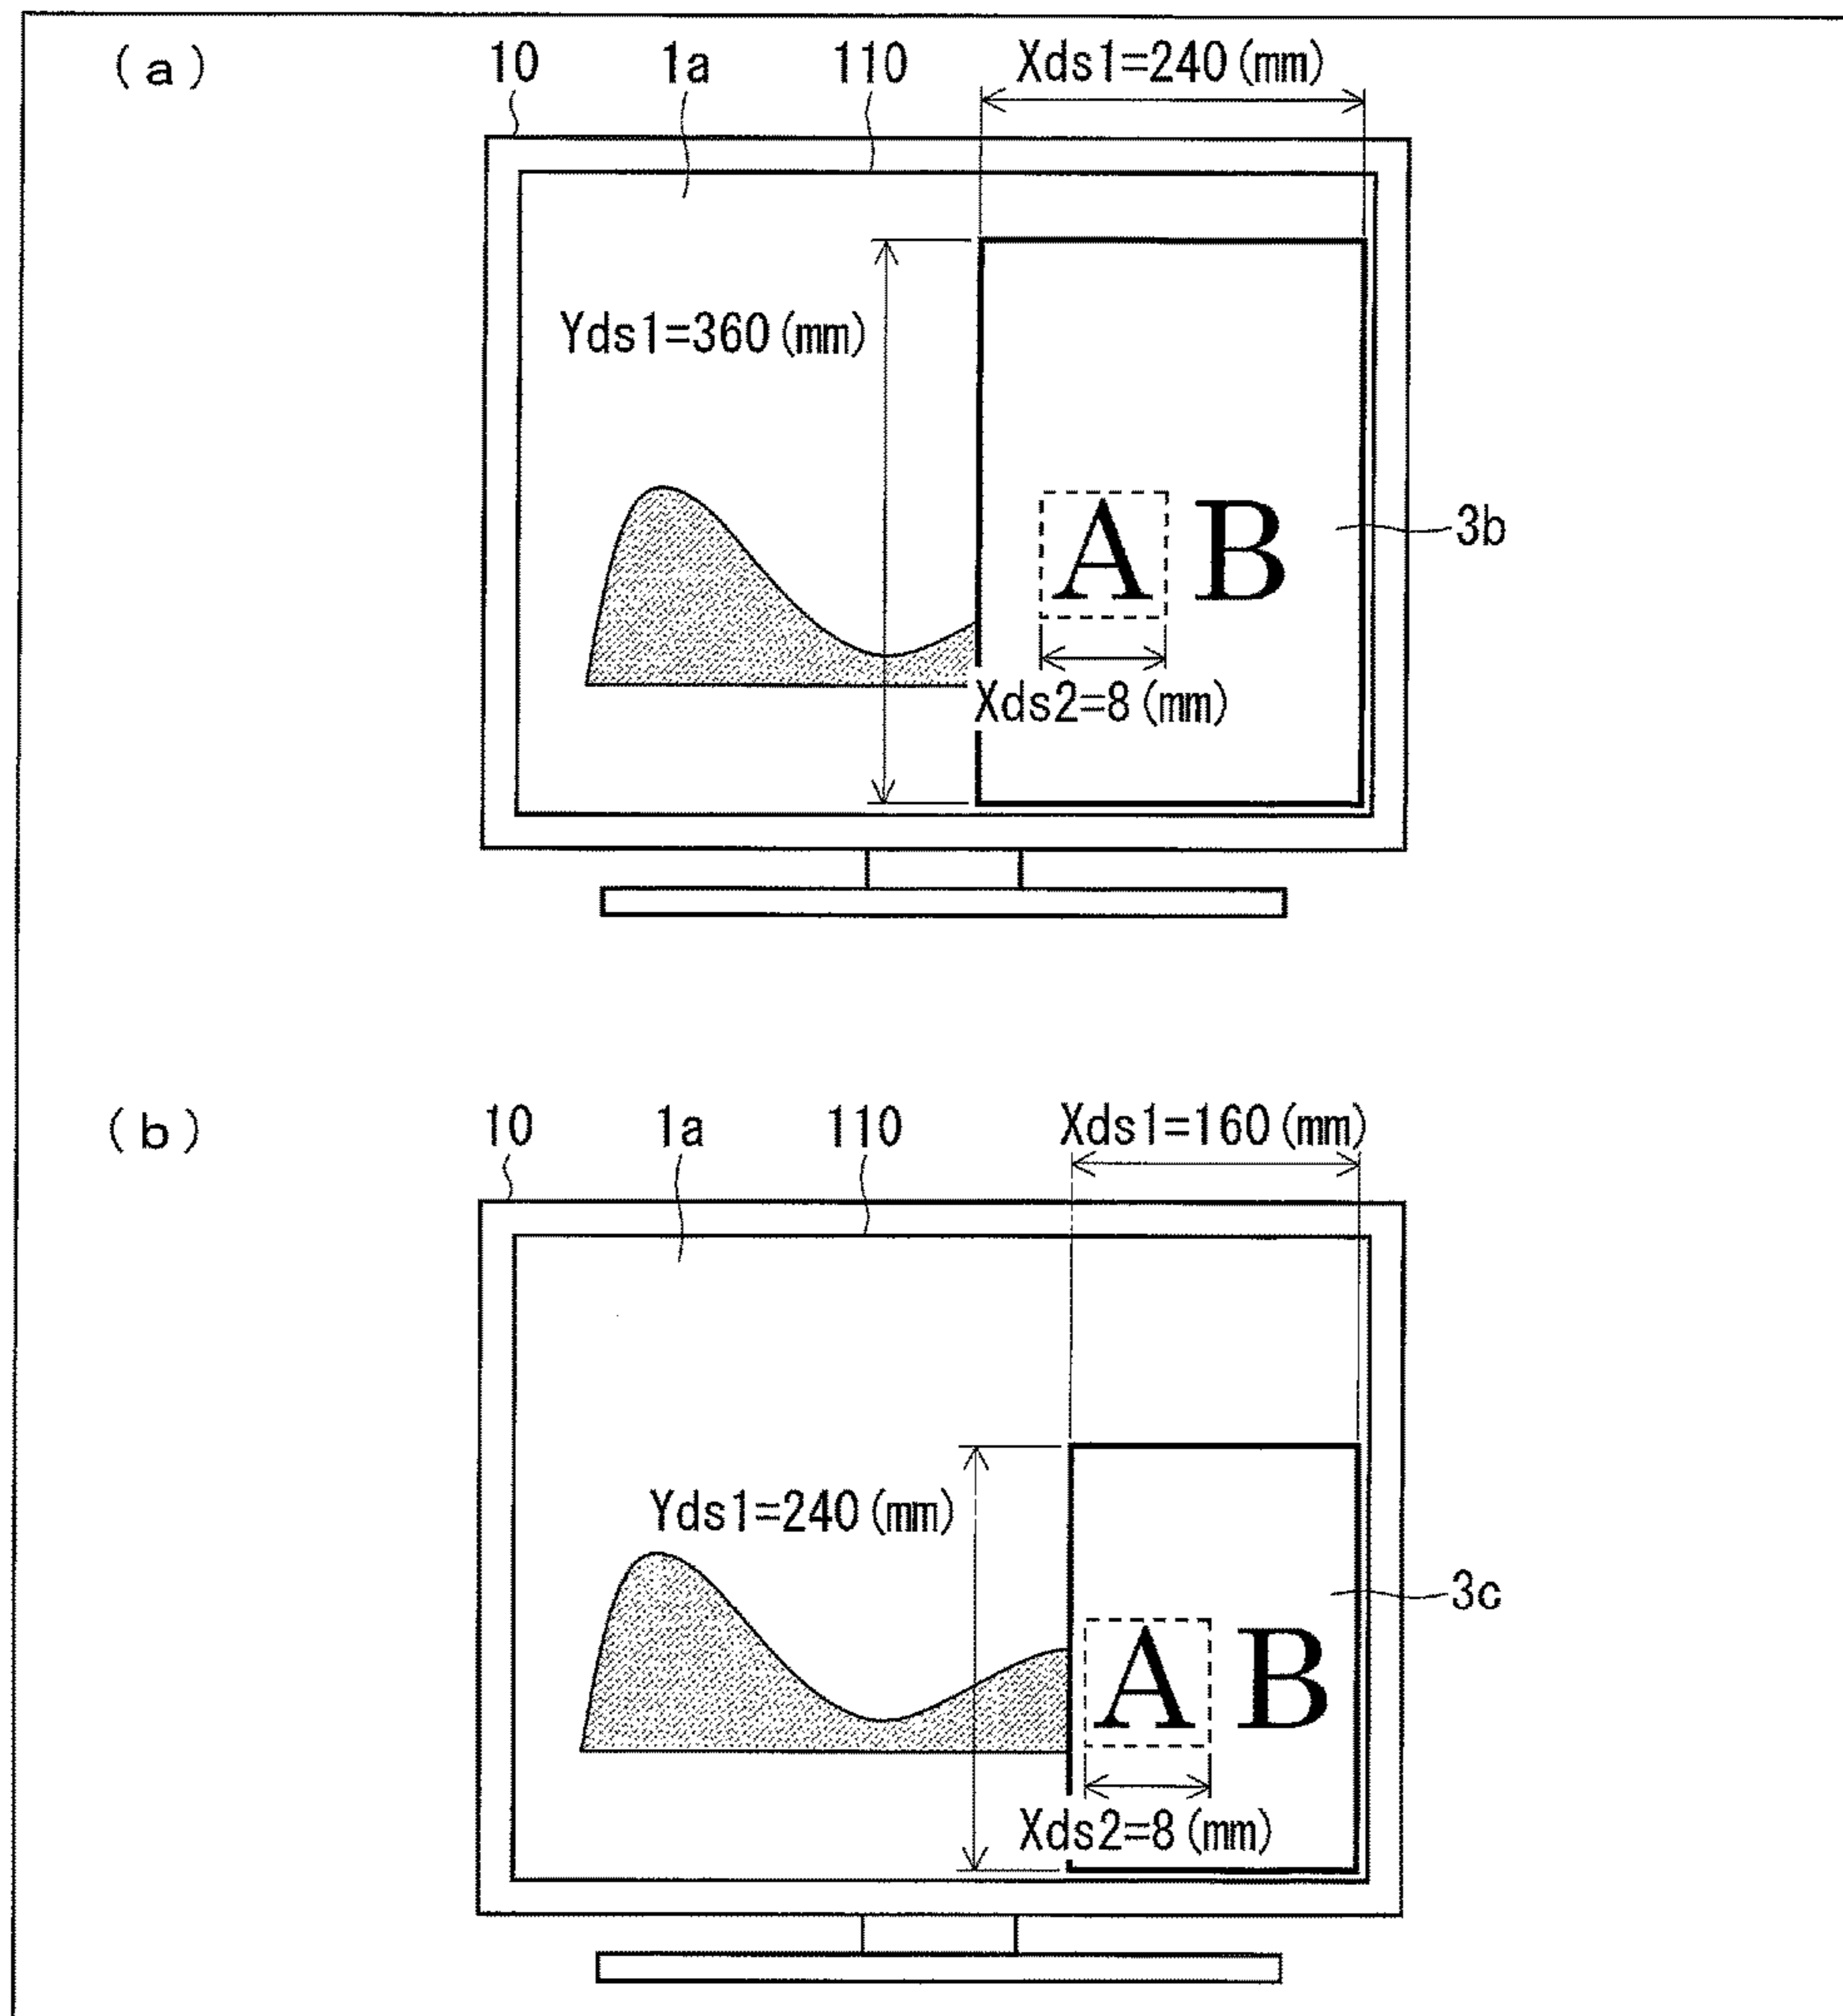 (a)
10 1a 110 Xds1=240(mm)
Yds1=360(mm)
A B
3b
Xds2=8(mm)
(b)
10 1a 110 Xds1=160(mm)
Yds1=240(mm)
3c
A B
Xds2=8(mm)